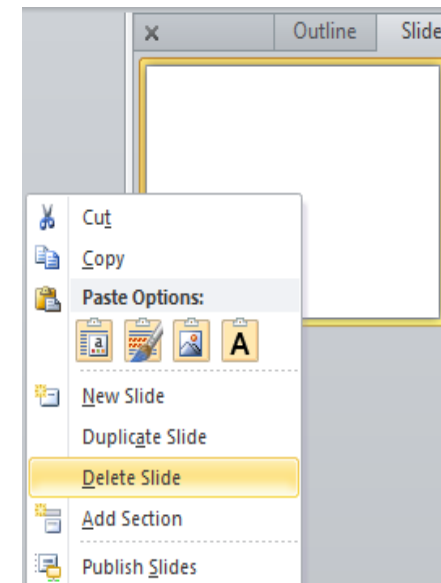 Outline Slide
Cut
Copy
Paste Options:
a A
New Slide
Duplicate Slide
Delete Slide
Add Section
Publish Slides